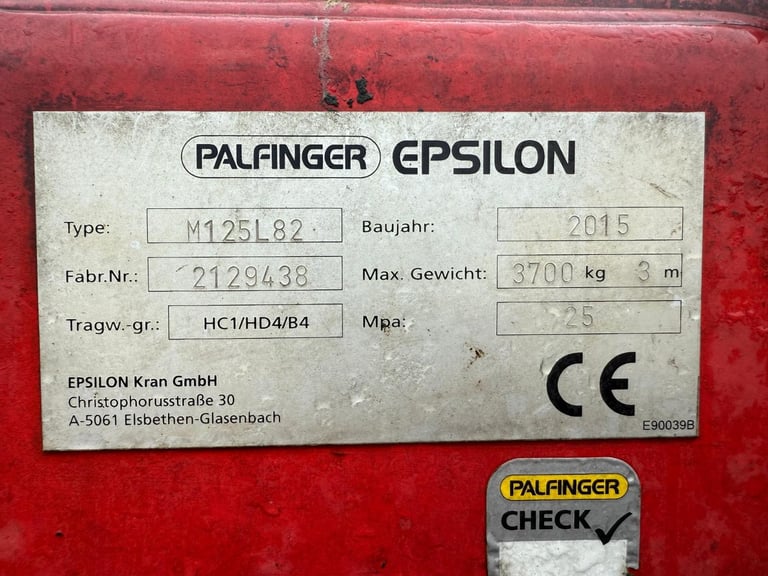 PALFINGER EPSILON
Type: M125L82 Baujahr: 2015
Fabr.Nr.: 2129438 Max. Gewicht: 3700 kg 3 m
Tragw.-gr.: HC1/HD4/B4 Mpa: 25
EPSILON Kran GmbH
Christophorusstraße 30
A-5061 Elsbethen-Glasenbach
CE
E90039B
PALFINGER
CHECK